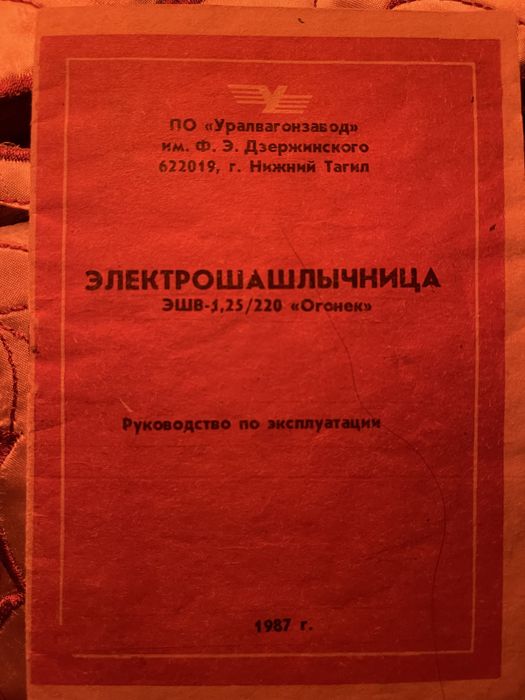 ПО «Уралвагонзавод»
им. Ф. Э. Дзержинского
622019, г. Нижний Тагил
ЭЛЕКТРОШАШЛЫЧНИЦА
ЭШВ-1,25/220 «Огонек»
Руководство по эксплуатации
1987 г.